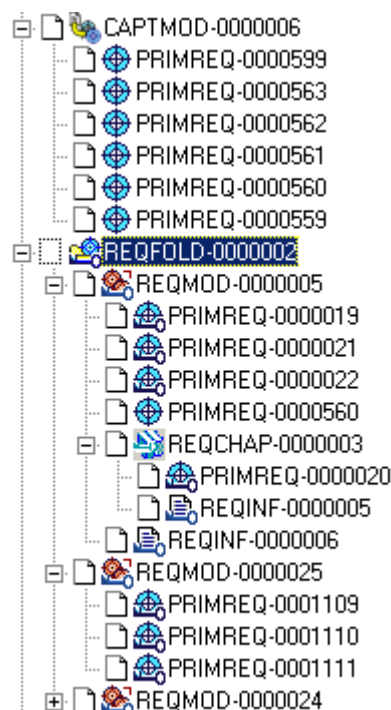 CAPTMOD-0000006
PRIMREQ-0000599
PRIMREQ-0000563
PRIMREQ-0000562
PRIMREQ-0000561
PRIMREQ-0000560
PRIMREQ-0000559
REQFOLD-0000002
REQMOD-0000005
PRIMREQ-0000019
PRIMREQ-0000021
PRIMREQ-0000022
PRIMREQ-0000560
REQCHAP-0000003
PRIMREQ-0000020
REQINF-0000005
REQINF-0000006
REQMOD-0000025
PRIMREQ-0001109
PRIMREQ-0001110
PRIMREQ-0001111
REQMOD-0000024